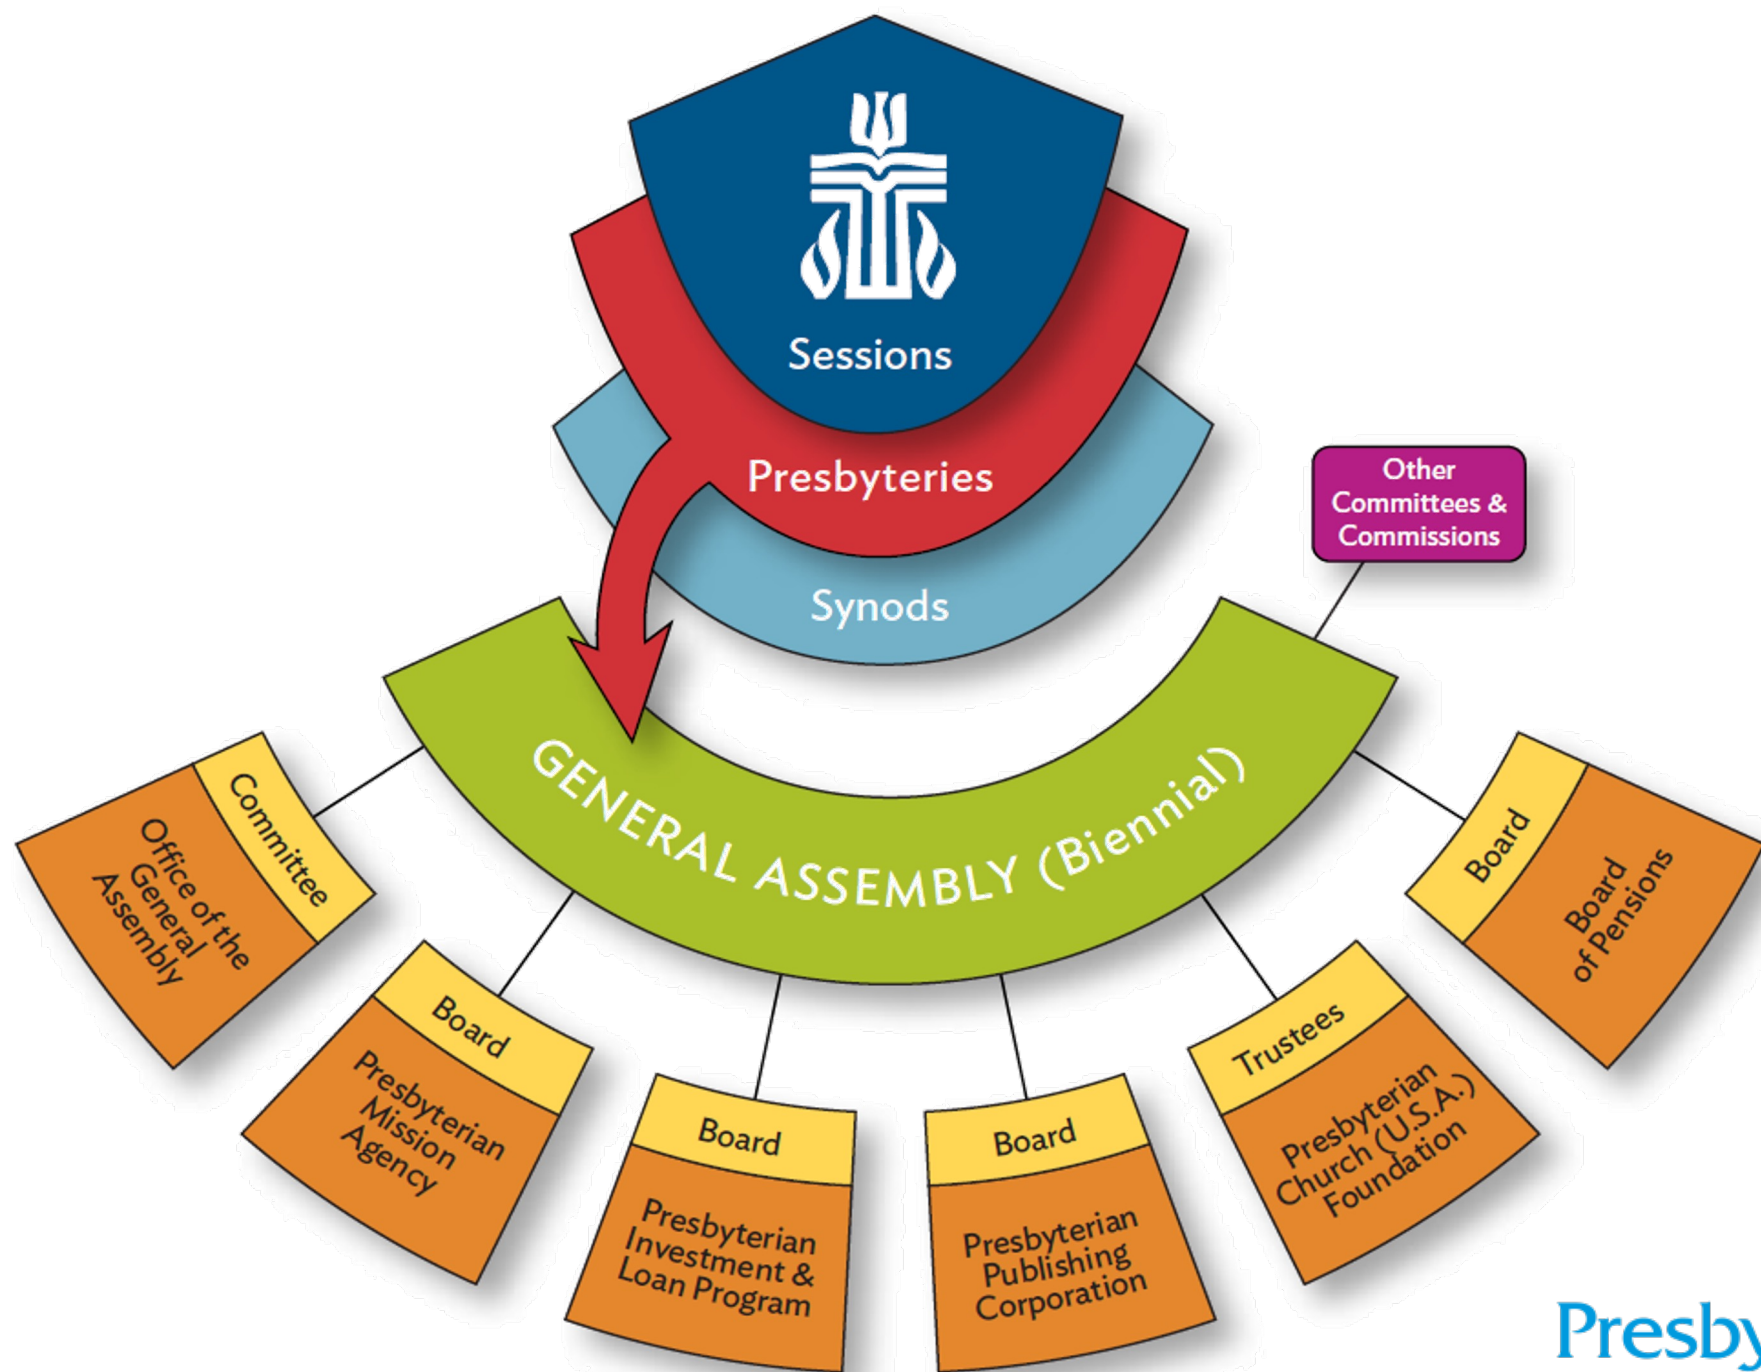 Sessions
Presbyteries
Synods
Other
Committees &
Commissions
GENERAL ASSEMBLY (Biennial)
Committee
Office of the
General
Assembly
Board
Presbyterian
Mission
Agency
Board
Presbyterian
Investment &
Loan Program
Board
Presbyterian
Publishing
Corporation
Trustees
Presbyterian
Church (U.S.A.)
Foundation
Board
Board
of Pensions
Presby